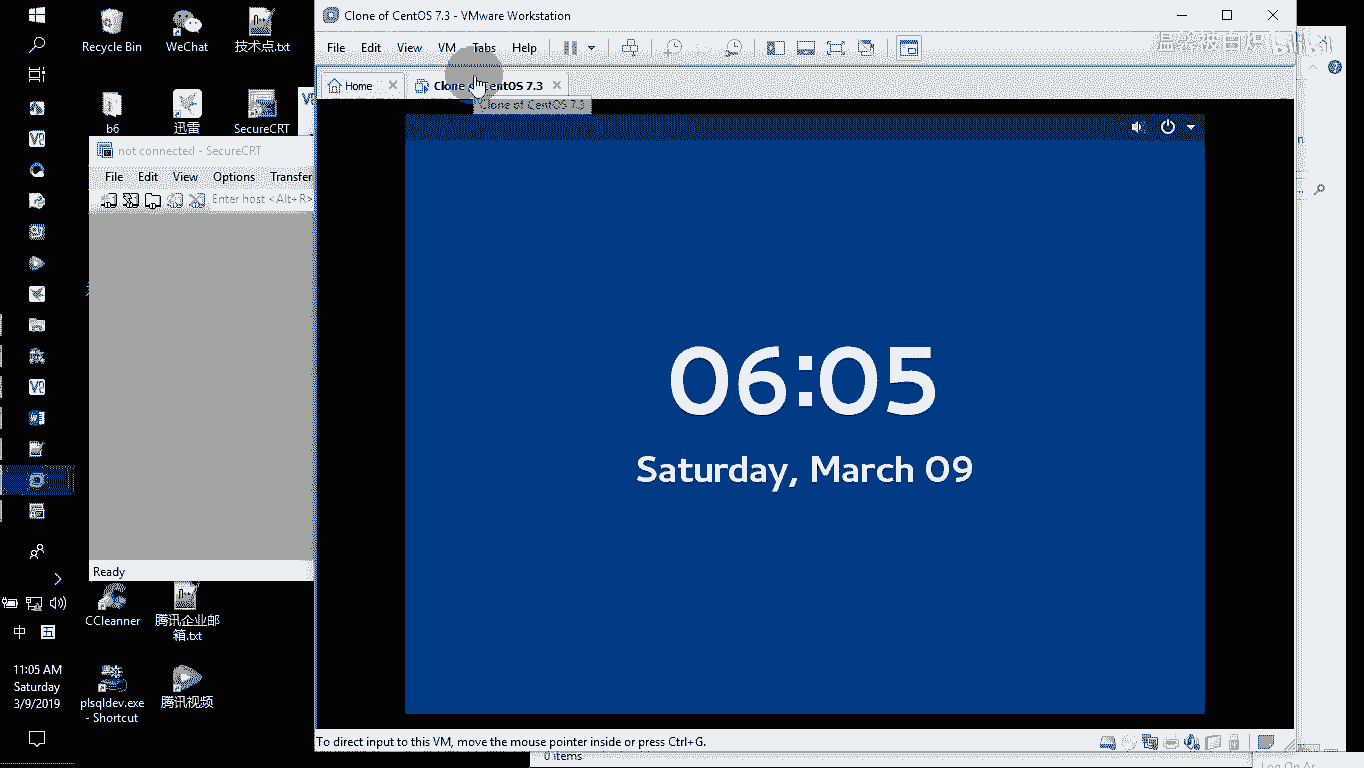 Recycle Bin
WeChat
技术点.txt
b6
迅雷
SecureCRT
not connected - SecureCRT
File Edit View Options Transfer
Enter host <Alt+R>
Ready
CCleanner
腾讯企业邮
箱.txt
plsqldev.exe
- Shortcut
腾讯视频
中 五
11:05 AM
Saturday
3/9/2019
Clone of CentOS 7.3 - VMware Workstation
File Edit View VM Tabs Help
Home
Clone of CentOS 7.3
Clone of CentOS 7.3
06:05
Saturday, March 09
To direct input to this VM, move the mouse pointer inside or press Ctrl+G.
0 items
Log On As